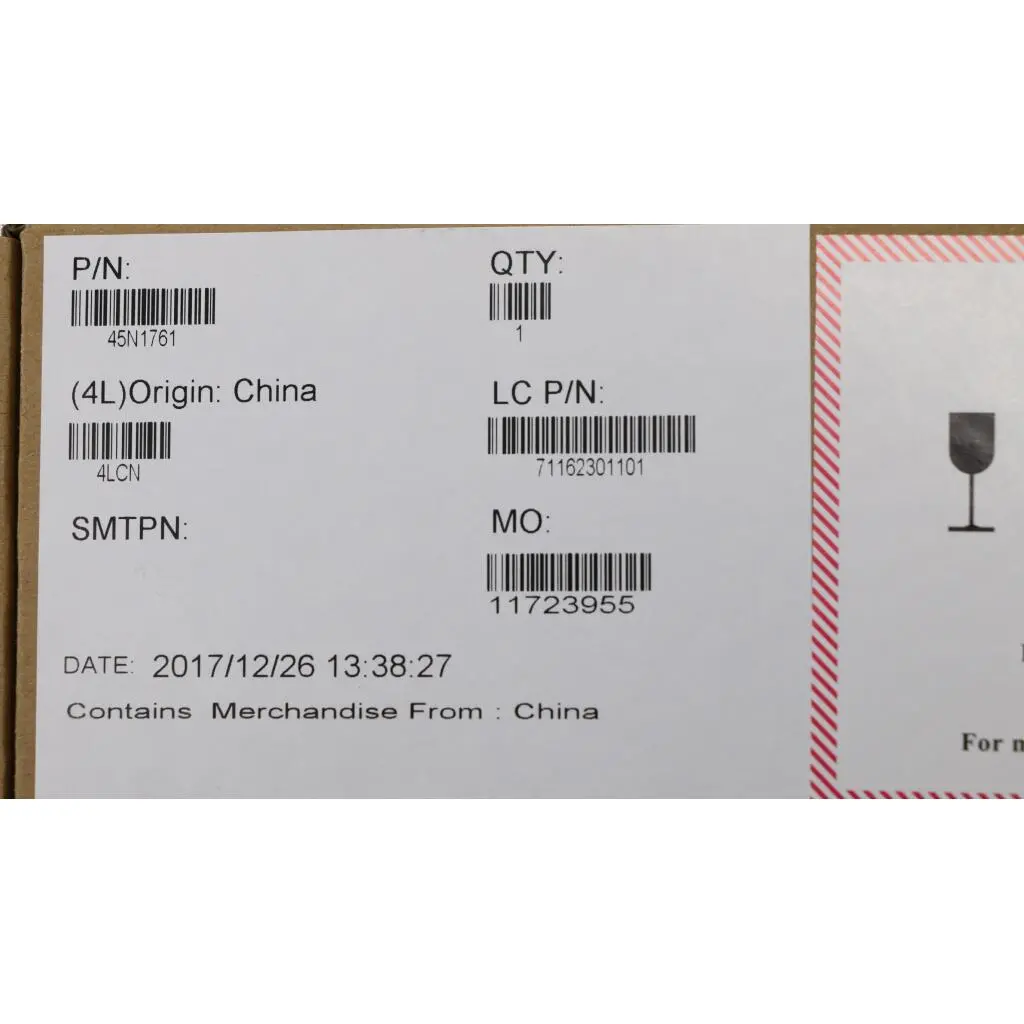 P/N:
45N1761
QTY:
1
(4L)Origin: China
4LCN
LC P/N:
71162301101
SMTPN:
MO:
11723955
DATE: 2017/12/26 13:38:27
Contains Merchandise From : China
For